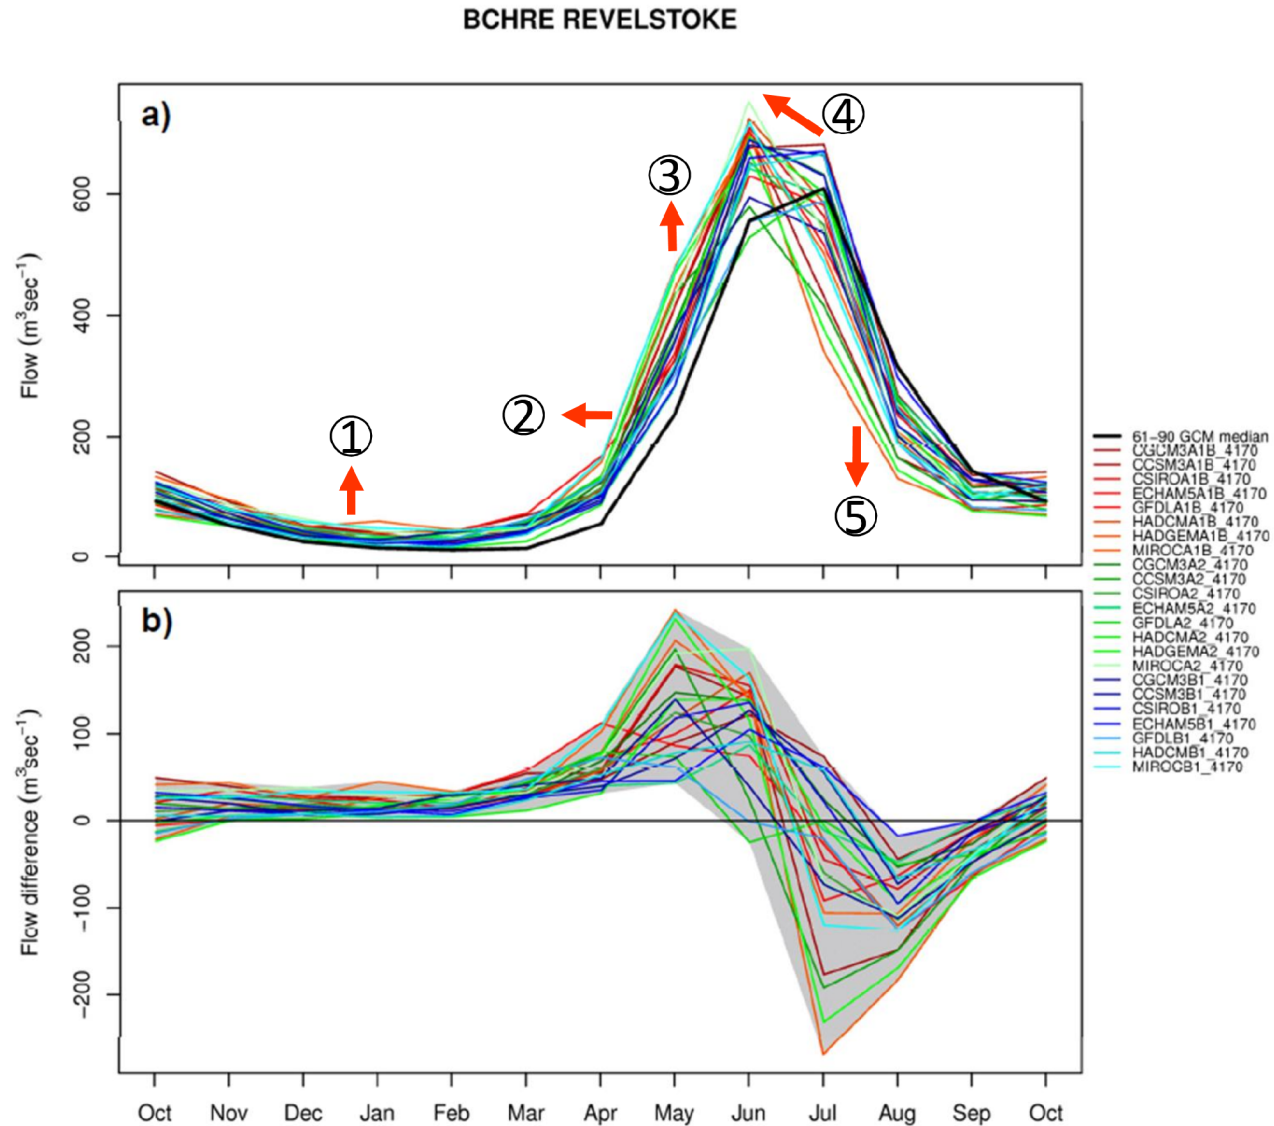 BCHRE REVELSTOKE
a)
④
③
②
①
⑤
Flow (m³sec⁻¹)
600
400
200
0
61−90 GCM median
CGCM3A1B_4170
CCSM3A1B_4170
CSIROA1B_4170
ECHAM5A1B_4170
GFDLA1B_4170
HADCMA1B_4170
HADGEMA1B_4170
MIROCA1B_4170
CGCM3A2_4170
CCSM3A2_4170
CSIROA2_4170
ECHAM5A2_4170
GFDLA2_4170
HADCMA2_4170
HADGEMA2_4170
MIROCA2_4170
CGCM3B1_4170
CCSM3B1_4170
CSIROB1_4170
ECHAM5B1_4170
GFDLB1_4170
HADCMB1_4170
MIROCB1_4170
b)
Flow difference (m³sec⁻¹)
200
100
0
−100
−200
Oct Nov Dec Jan Feb Mar Apr May Jun Jul Aug Sep Oct